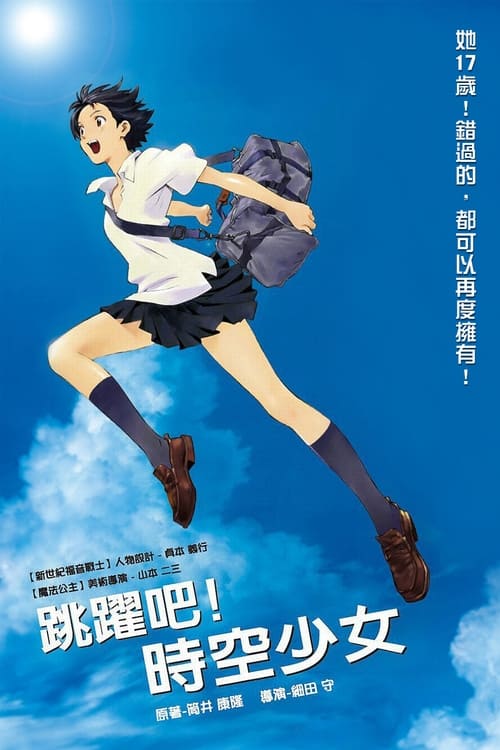 她17歲！錯過的，都可以再度擁有！
【新世紀福音戰士】人物設計-貞本 義行
【魔法公主】美術導演-山本 二三
跳躍吧！
時空少女
原著-筒井 康隆　導演-細田 守